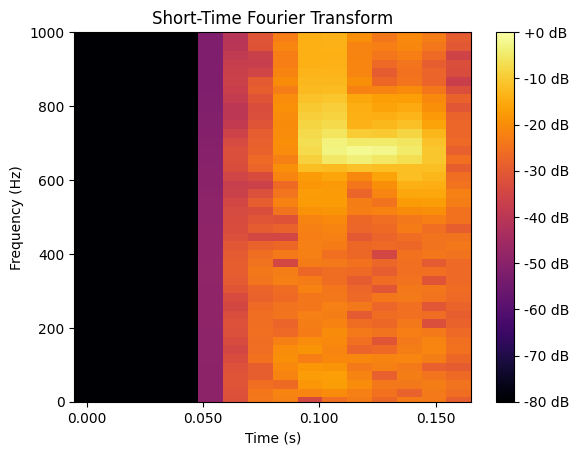 Short-Time Fourier Transform
Frequency (Hz)
1000
800
600
400
200
0
0.000
0.050
0.100
0.150
Time (s)
+0 dB
-10 dB
-20 dB
-30 dB
-40 dB
-50 dB
-60 dB
-70 dB
-80 dB